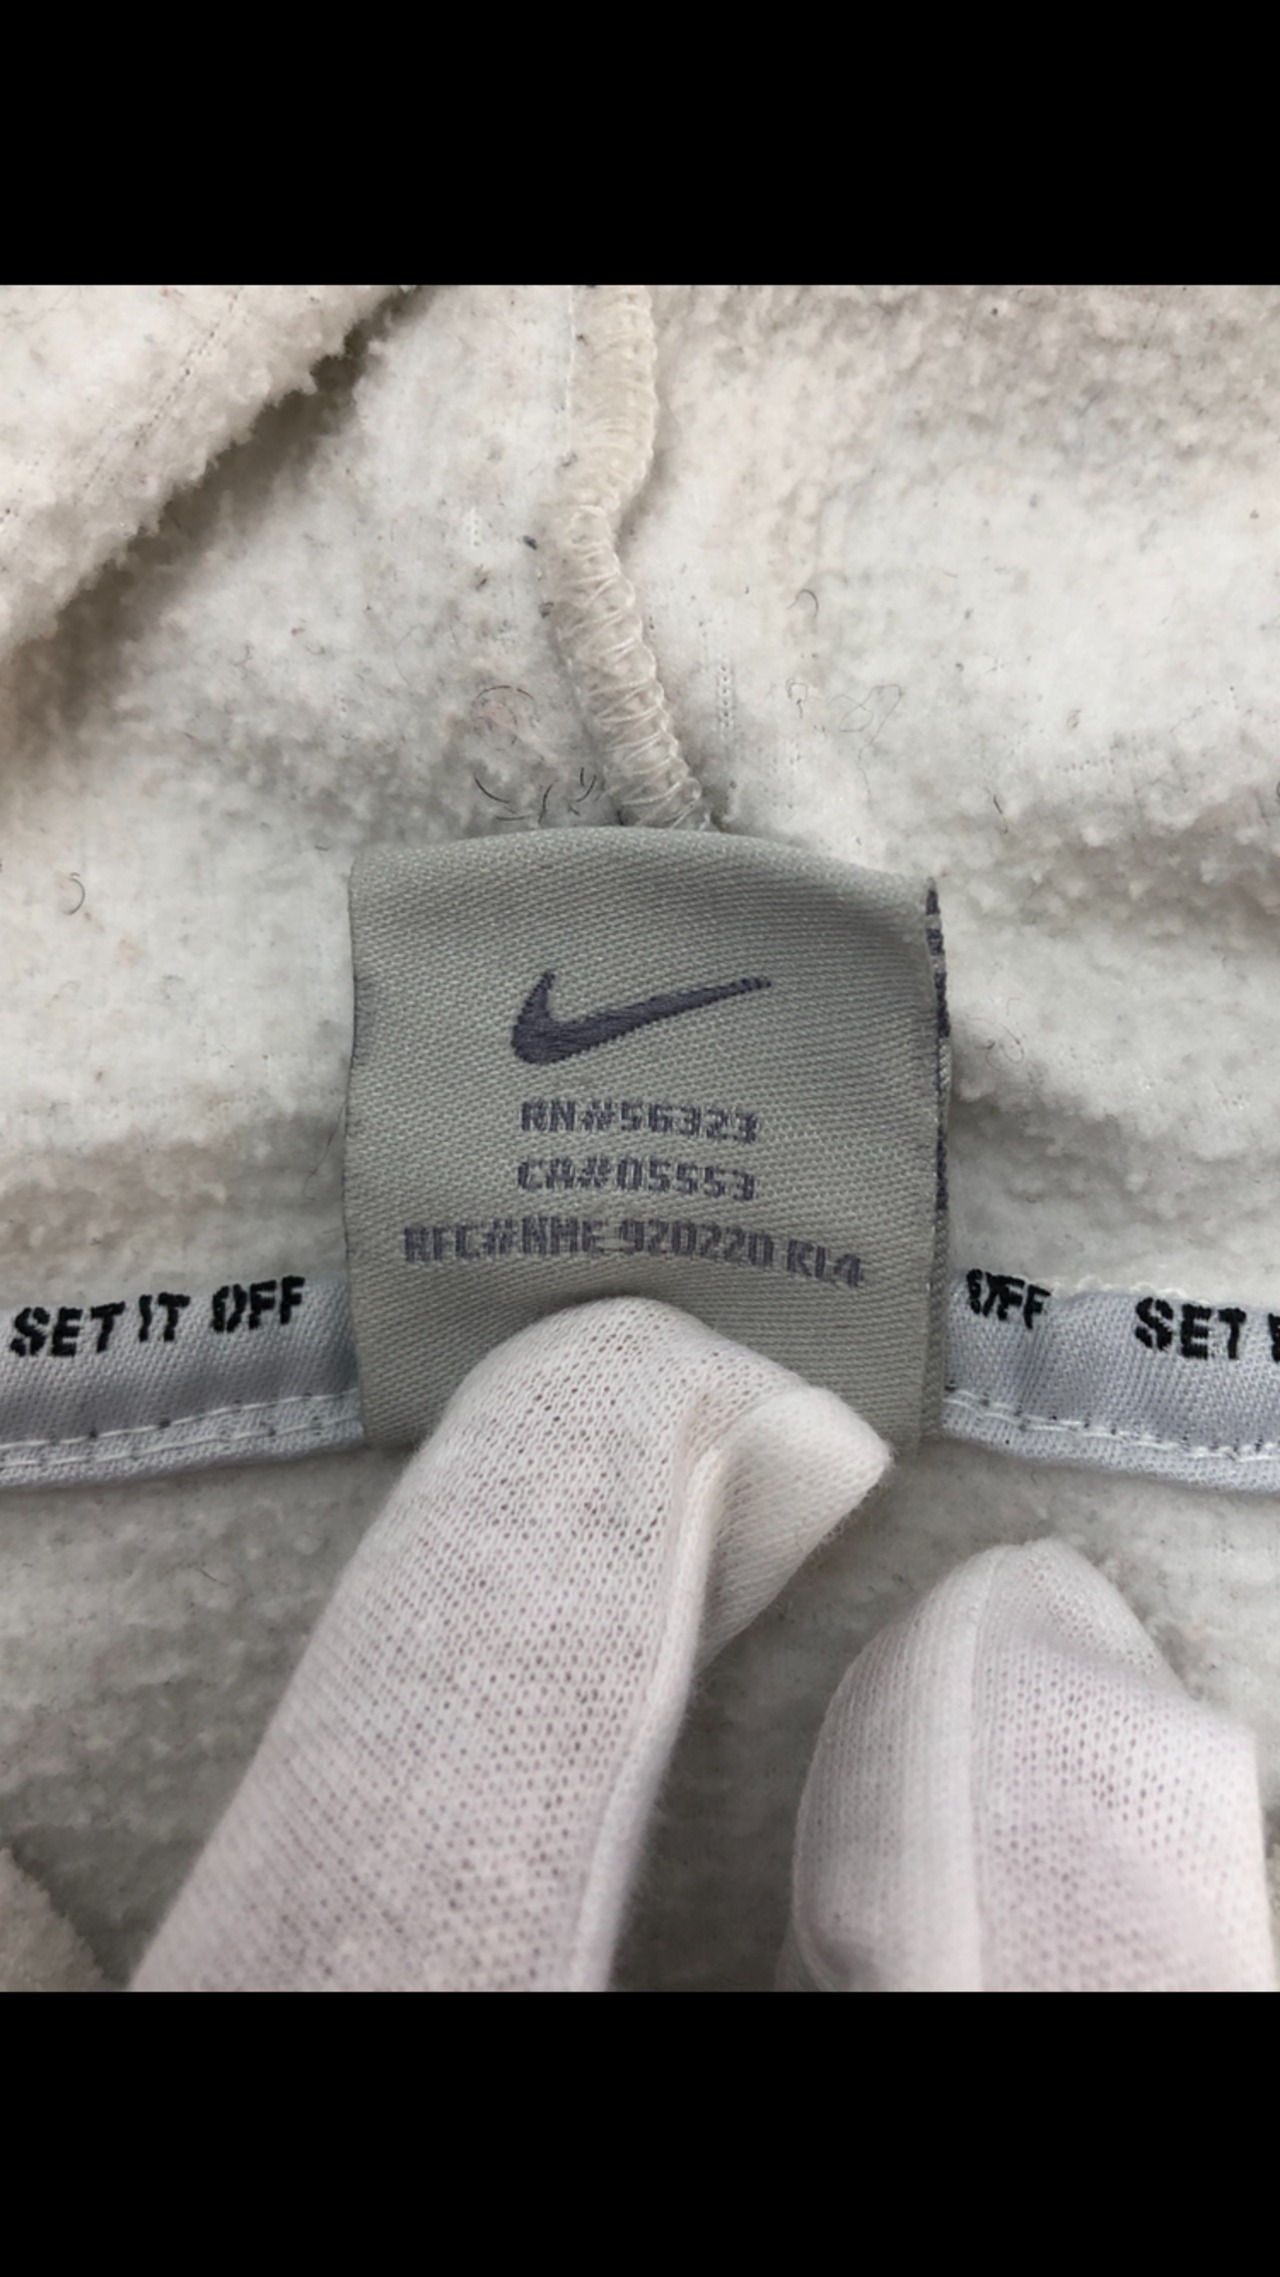 RN#56323
CA#05553
RFC#NME 920220 RL4
SET IT OFF
OFF SET